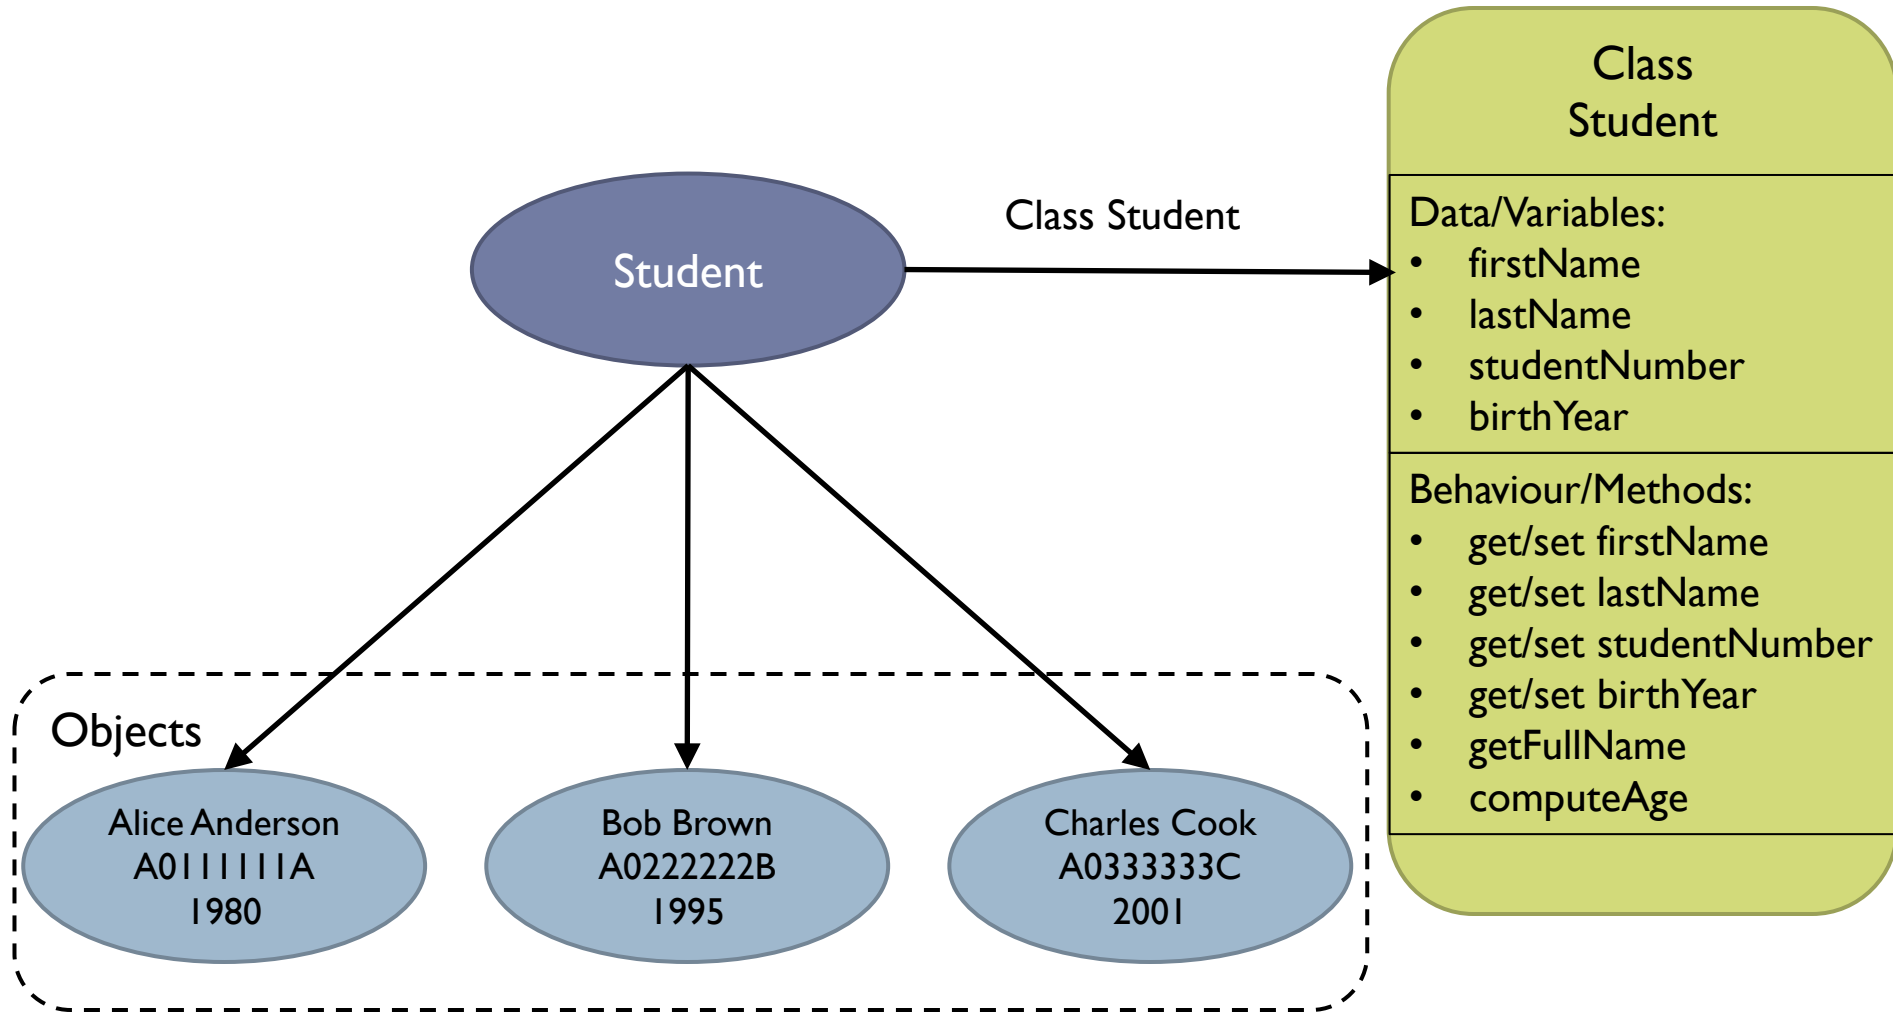 Class
Student
Data/Variables:
• firstName
• lastName
• studentNumber
• birthYear
Behaviour/Methods:
• get/set firstName
• get/set lastName
• get/set studentNumber
• get/set birthYear
• getFullName
• computeAge
Class Student
Student
Objects
Alice Anderson
A0111111A
1980
Bob Brown
A0222222B
1995
Charles Cook
A0333333C
2001